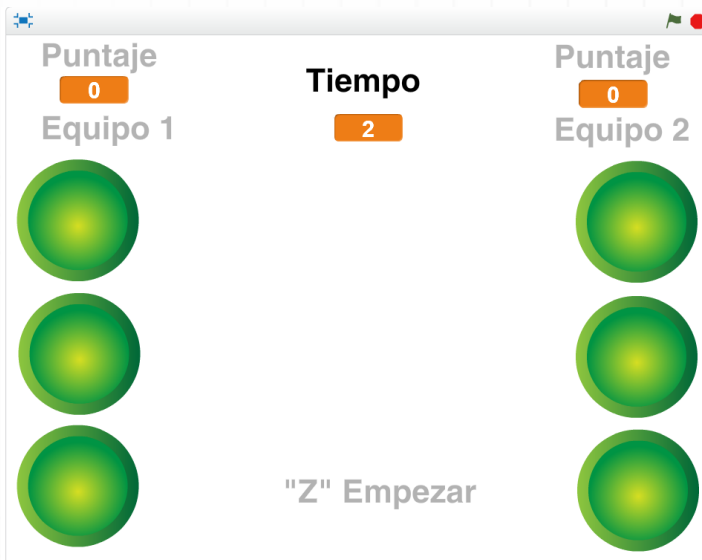 Puntaje
0
Equipo 1
Tiempo
2
Puntaje
0
Equipo 2
"Z" Empezar